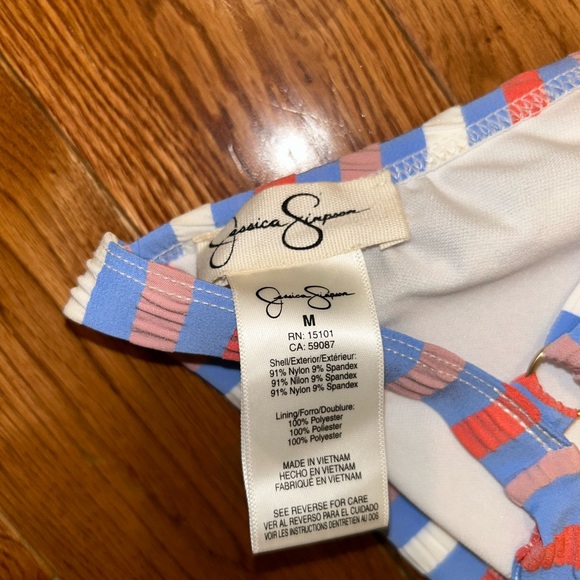 Jessica Simpson
Jessica Simpson
M
RN: 15101
CA: 59087
Shell/Exterior/Extérieur:
91% Nylon 9% Spandex
91% Nilon 9% Spandex
91% Nylon 9% Spandex
Lining/Forro/Doublure:
100% Polyester
100% Poliester
100% Polyester
MADE IN VIETNAM
HECHO EN VIETNAM
FABRIQUÉ EN VIETNAM
SEE REVERSE FOR CARE
VER AL REVERSO PARA EL CUIDADO
VOIR LES INSTRUCTIONS D'ENTRETIEN AU DOS